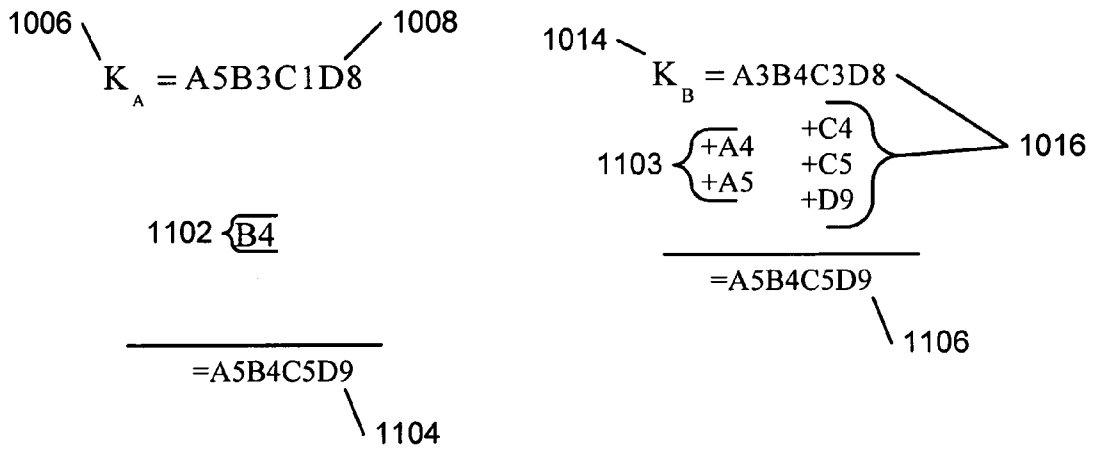 1006
1008
K_A = A5B3C1D8
1102
B4
=A5B4C5D9
1104
1014
K_B = A3B4C3D8
1103
+A4 +C4
+A5 +C5
+D9
1016
=A5B4C5D9
1106